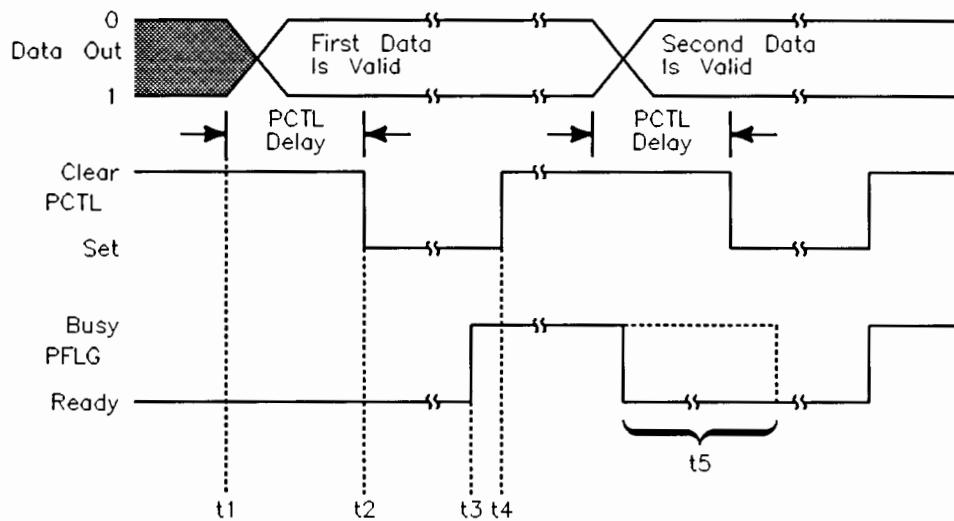 0
Data Out
1
First Data
Is Valid
Second Data
Is Valid
PCTL
Delay
PCTL
Delay
Clear
PCTL
Set
Busy
PFLG
Ready
t5
t1
t2
t3
t4